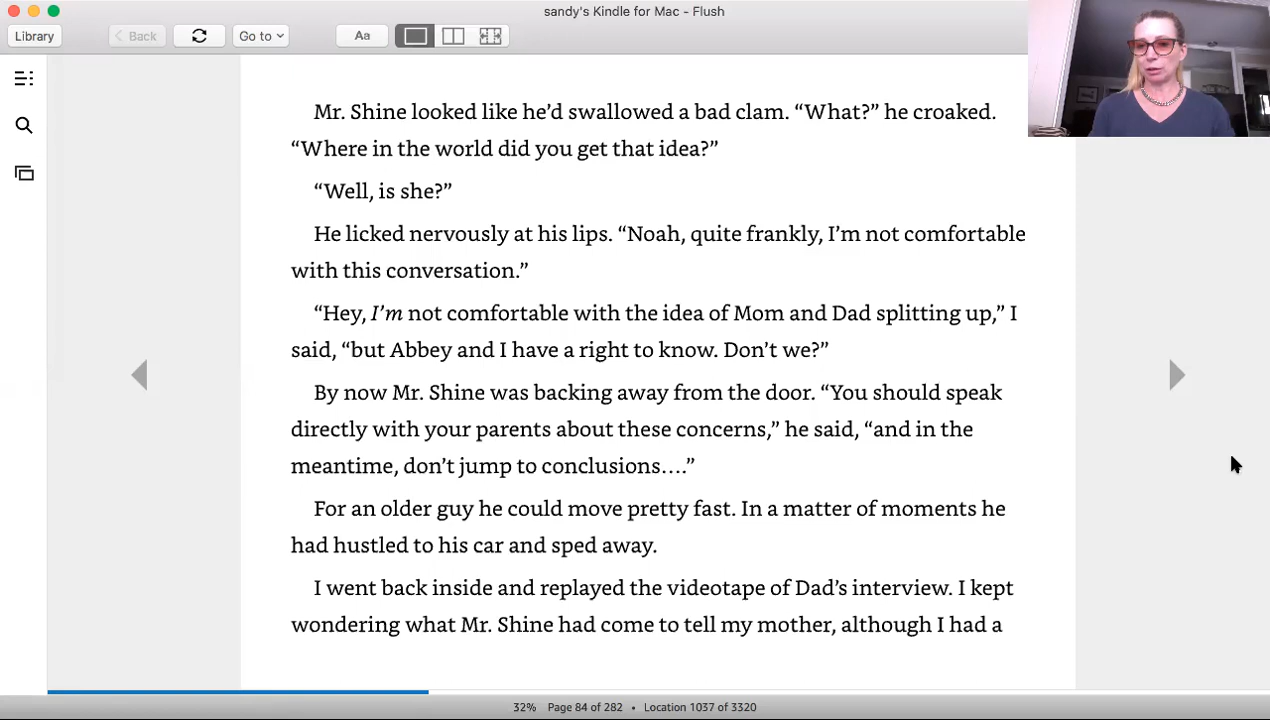 sandy's Kindle for Mac - Flush
Library
Back
Go to
Aa
Mr. Shine looked like he’d swallowed a bad clam. “What?” he croaked.
“Where in the world did you get that idea?”
“Well, is she?”
He licked nervously at his lips. “Noah, quite frankly, I’m not comfortable
with this conversation.”
“Hey, I’m not comfortable with the idea of Mom and Dad splitting up,” I
said, “but Abbey and I have a right to know. Don’t we?”
By now Mr. Shine was backing away from the door. “You should speak
directly with your parents about these concerns,” he said, “and in the
meantime, don’t jump to conclusions….”
For an older guy he could move pretty fast. In a matter of moments he
had hustled to his car and sped away.
I went back inside and replayed the videotape of Dad’s interview. I kept
wondering what Mr. Shine had come to tell my mother, although I had a
32% Page 84 of 282 • Location 1037 of 3320